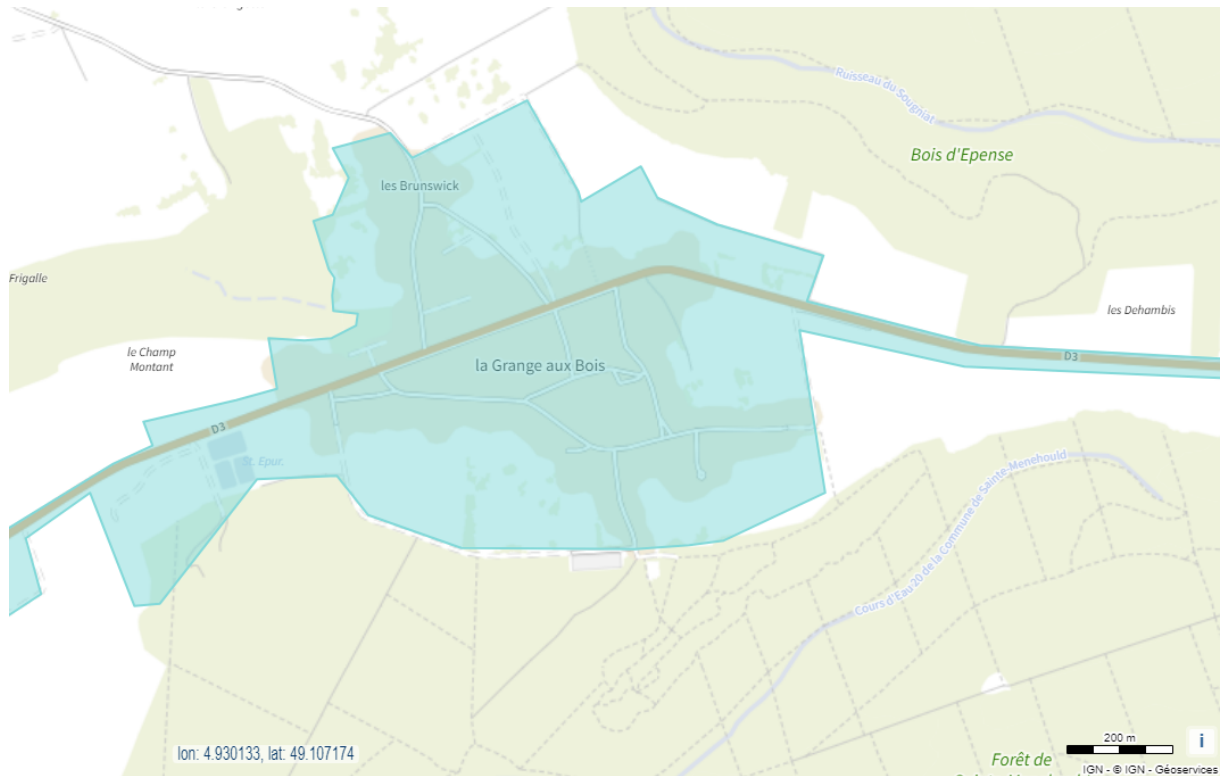 Ruisseau du Sougniat
Bois d'Epense
les Brunswick
Frigalle
les Dehambis
le Champ
Montant
la Grange aux Bois
D3
D3
St. Epur.
Cours d'Eau 20 de la Commune de Sainte-Menehould
lon: 4.930133, lat: 49.107174
200 m
i
Forêt de
IGN - © IGN - Géoservices